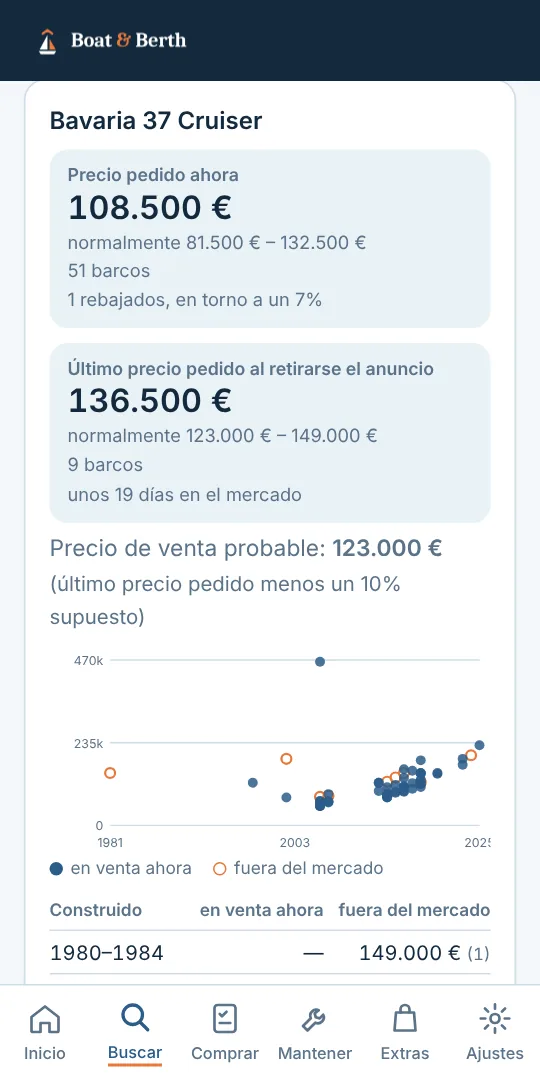 Boat & Berth
Bavaria 37 Cruiser
Precio pedido ahora
108.500 €
normalmente 81.500 € – 132.500 €
51 barcos
1 rebajados, en torno a un 7%
Último precio pedido al retirarse el anuncio
136.500 €
normalmente 123.000 € – 149.000 €
9 barcos
unos 19 días en el mercado
Precio de venta probable: 123.000 €
(último precio pedido menos un 10%
supuesto)
470k
235k
0
1981 2003 2025
en venta ahora fuera del mercado
Construido en venta ahora fuera del mercado
1980–1984 — 149.000 € (1)
Inicio Buscar Comprar Mantener Extras Ajustes